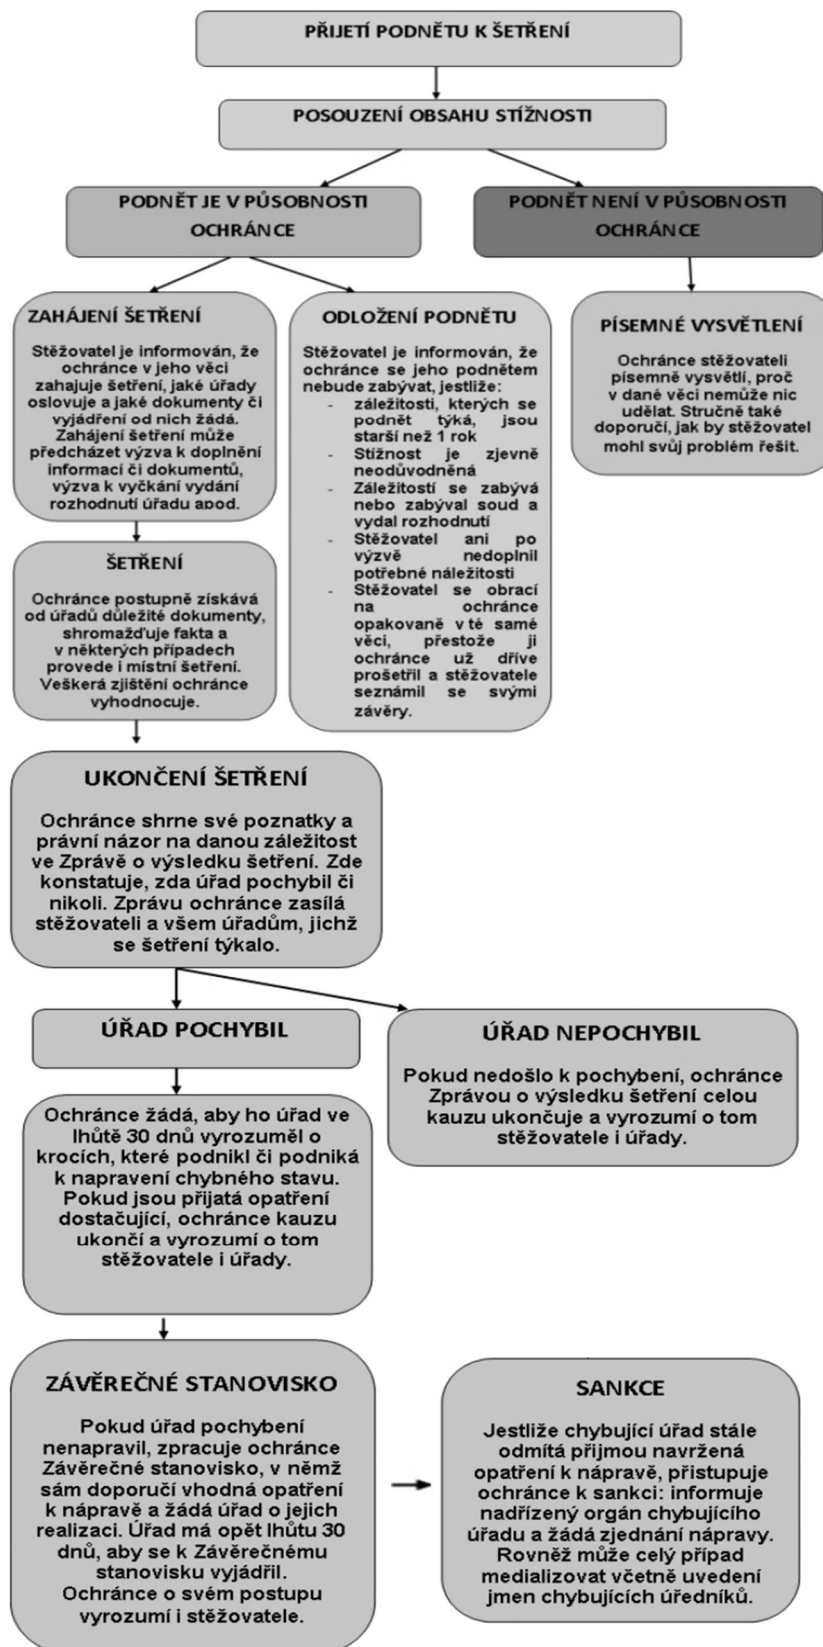 PŘIJETÍ PODNĚTU K ŠETŘENÍ
POSOUZENÍ OBSAHU STÍŽNOSTI
PODNĚT JE V PŮSOBNOSTI
OCHRÁNCE
PODNĚT NENÍ V PŮSOBNOSTI
OCHRÁNCE
ZAHÁJENÍ ŠETŘENÍ
Stěžovatel je informován, že
ochránce v jeho věci
zahajuje šetření, jaké úřady
oslovuje a jaké dokumenty či
vyjádření od nich žádá.
Zahájení šetření může
předcházet výzva k doplnění
informací či dokumentů,
výzva k vyčkání vydání
rozhodnutí úřadu apod.
ODLOŽENÍ PODNĚTU
Stěžovatel je informován, že
ochránce se jeho podnětem
nebude zabývat, jestliže:
- záležitosti, kterých se
podnět týká, jsou
starší než 1 rok
- Stížnost je zjevně
neodůvodněná
- Záležitostí se zabývá
nebo zabýval soud a
vydal rozhodnutí
- Stěžovatel ani po
výzvě nedoplnil
potřebné náležitosti
- Stěžovatel se obrací
na ochránce
opakovaně v té samé
věci, přestože ji
ochránce už dříve
prošetřil a stěžovatele
seznámil se svými
závěry.
PÍSEMNÉ VYSVĚTLENÍ
Ochránce stěžovateli
písemně vysvětlí, proč
v dané věci nemůže nic
udělat. Stručně také
doporučí, jak by stěžovatel
mohl svůj problém řešit.
ŠETŘENÍ
Ochránce postupně získává
od úřadů důležité dokumenty,
shromažďuje fakta a
v některých případech
provede i místní šetření.
Veškerá zjištění ochránce
vyhodnocuje.
UKONČENÍ ŠETŘENÍ
Ochránce shrne své poznatky a
právní názor na danou záležitost
ve Zprávě o výsledku šetření. Zde
konstatuje, zda úřad pochybil či
nikoli. Zprávu ochránce zasílá
stěžovateli a všem úřadům, jichž
se šetření týkalo.
ÚŘAD POCHYBIL
Ochránce žádá, aby ho úřad ve
lhůtě 30 dnů vyrozuměl o
krocích, které podnikl či podniká
k napravení chybného stavu.
Pokud jsou přijatá opatření
dostačující, ochránce kauzu
ukončí a vyrozumí o tom
stěžovatele i úřady.
ÚŘAD NEPOCHYBIL
Pokud nedošlo k pochybení, ochránce
Zprávou o výsledku šetření celou
kauzu ukončuje a vyrozumí o tom
stěžovatele i úřady.
ZÁVĚREČNÉ STANOVISKO
Pokud úřad pochybení
nenapravil, zpracuje ochránce
Závěrečné stanovisko, v němž
sám doporučí vhodná opatření
k nápravě a žádá úřad o jejich
realizaci. Úřad má opět lhůtu 30
dnů, aby se k Závěrečnému
stanovisku vyjádřil.
Ochránce o svém postupu
vyrozumí i stěžovatele.
SANKCE
Jestliže chybující úřad stále
odmítá přijmou navržená
opatření k nápravě, přistupuje
ochránce k sankci: informuje
nadřízený orgán chybujícího
úřadu a žádá zjednání nápravy.
Rovněž může celý případ
medializovat včetně uvedení
jmen chybujících úředníků.